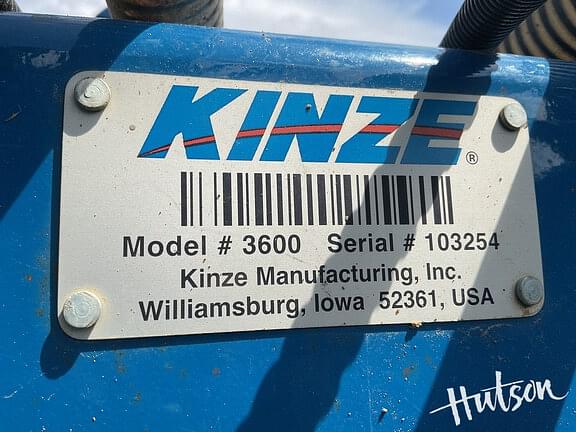 KINZE®
Model # 3600 Serial # 103254
Kinze Manufacturing, Inc.
Williamsburg, Iowa 52361, USA
Hutson